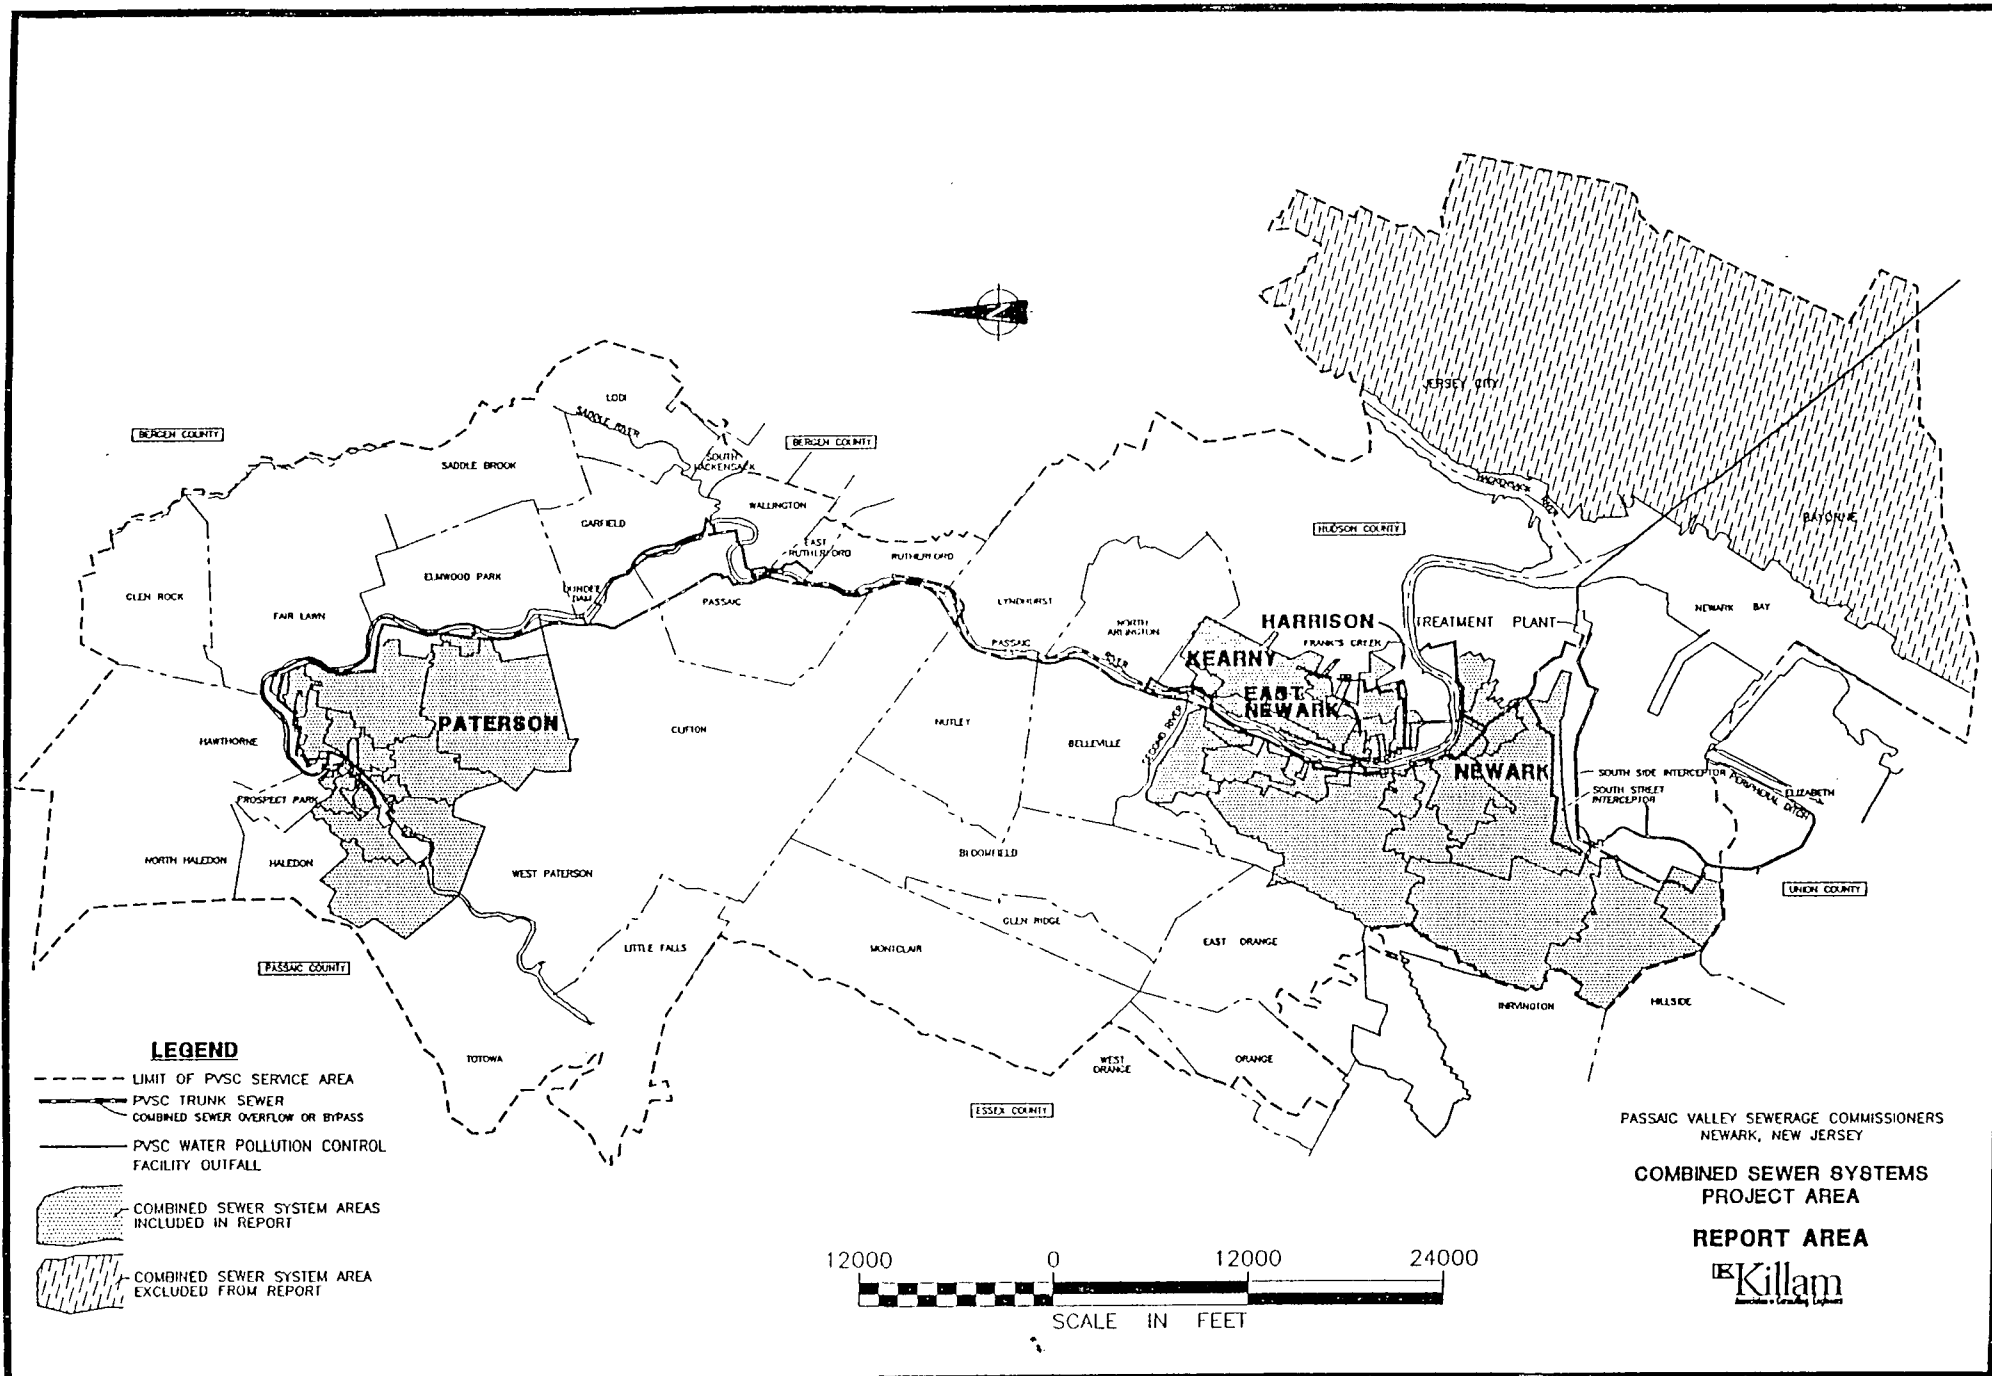 LODI
SADDLE RIVER
BERGEN COUNTY
BERGEN COUNTY
SADDLE BROOK
SOUTH
HACKENSACK
WALLINGTON
GARFIELD
EAST
RUTHERFORD
RUTHERFORD
ELMWOOD PARK
DUNDEE
DAM
GLEN ROCK
FAIR LAWN
PASSAIC
LYNDHURST
NORTH
ARLINGTON
PASSAIC
RIVER
JERSEY CITY
HACKENSACK
RIVER
HUDSON COUNTY
BAYONNE
NEWARK BAY
HARRISON
FRANK'S CREEK
TREATMENT PLANT
KEARNY
EAST
NEWARK
PATERSON
HAWTHORNE
CLIFTON
NUTLEY
BELLEVILLE
SECOND RIVER
NEWARK
SOUTH SIDE INTERCEPTOR
PERIPHERAL DITCH
SOUTH STREET
INTERCEPTOR
ELIZABETH
PROSPECT PARK
NORTH HALEDON
HALEDON
WEST PATERSON
BLOOMFIELD
GLEN RIDGE
UNION COUNTY
LITTLE FALLS
MONTCLAIR
EAST ORANGE
PASSAIC COUNTY
HILLSIDE
TOTOWA
WEST
ORANGE
ORANGE
ESSEX COUNTY
LEGEND
LIMIT OF PVSC SERVICE AREA
PVSC TRUNK SEWER
COMBINED SEWER OVERFLOW OR BYPASS
PVSC WATER POLLUTION CONTROL
FACILITY OUTFALL
COMBINED SEWER SYSTEM AREAS
INCLUDED IN REPORT
COMBINED SEWER SYSTEM AREA
EXCLUDED FROM REPORT
12000 0 12000 24000
SCALE IN FEET
PASSAIC VALLEY SEWERAGE COMMISSIONERS
NEWARK, NEW JERSEY
COMBINED SEWER SYSTEMS
PROJECT AREA
REPORT AREA
Killam